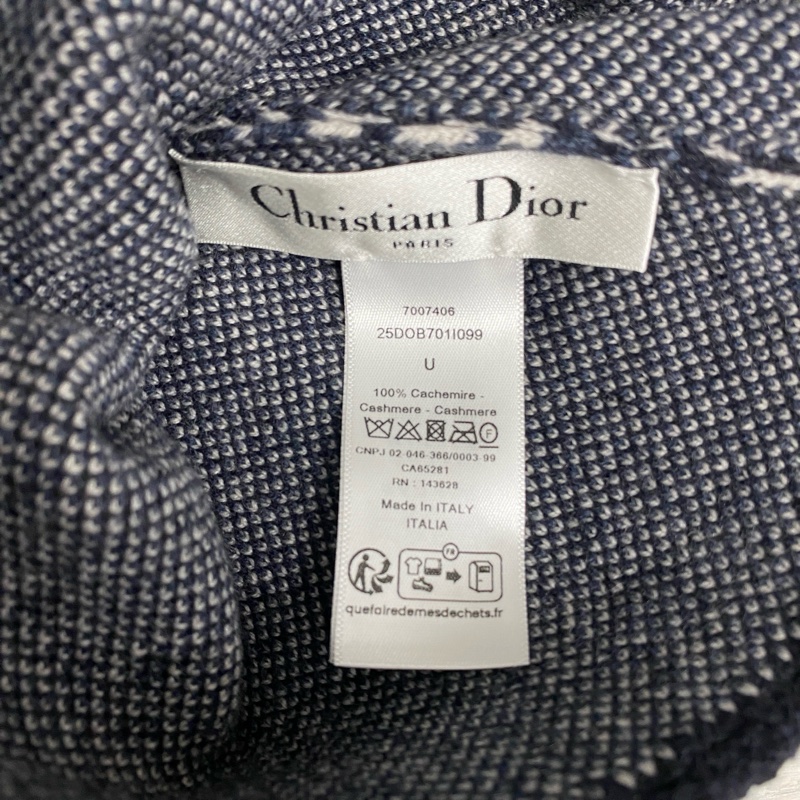 Christian Dior
PARIS
7007406
25DOB701I099
U
100% Cachemire -
Cashmere - Cashmere
F
CNPJ 02-046-366/0003-99
CA65281
RN : 143628
Made In ITALY
ITALIA
FR
quefairedemesdechets.fr